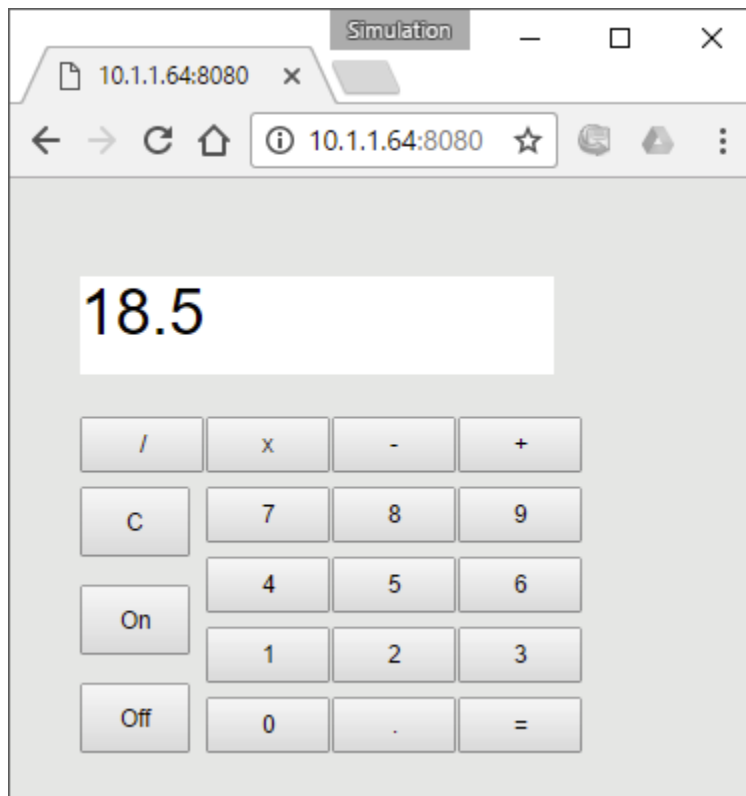 Simulation
10.1.1.64:8080
10.1.1.64:8080
18.5
/ x - +
C 7 8 9
4 5 6
On
1 2 3
Off 0 . =